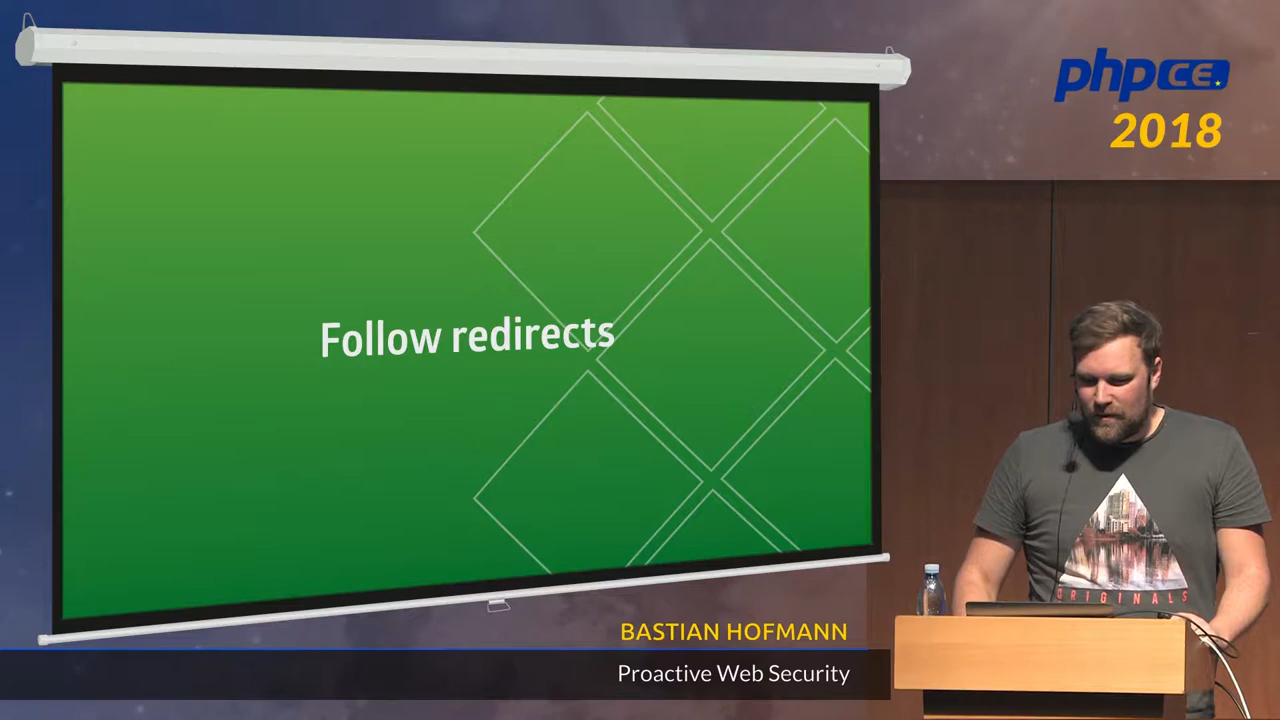 phpce
2018
Follow redirects
ORIGINALS
BASTIAN HOFMANN
Proactive Web Security